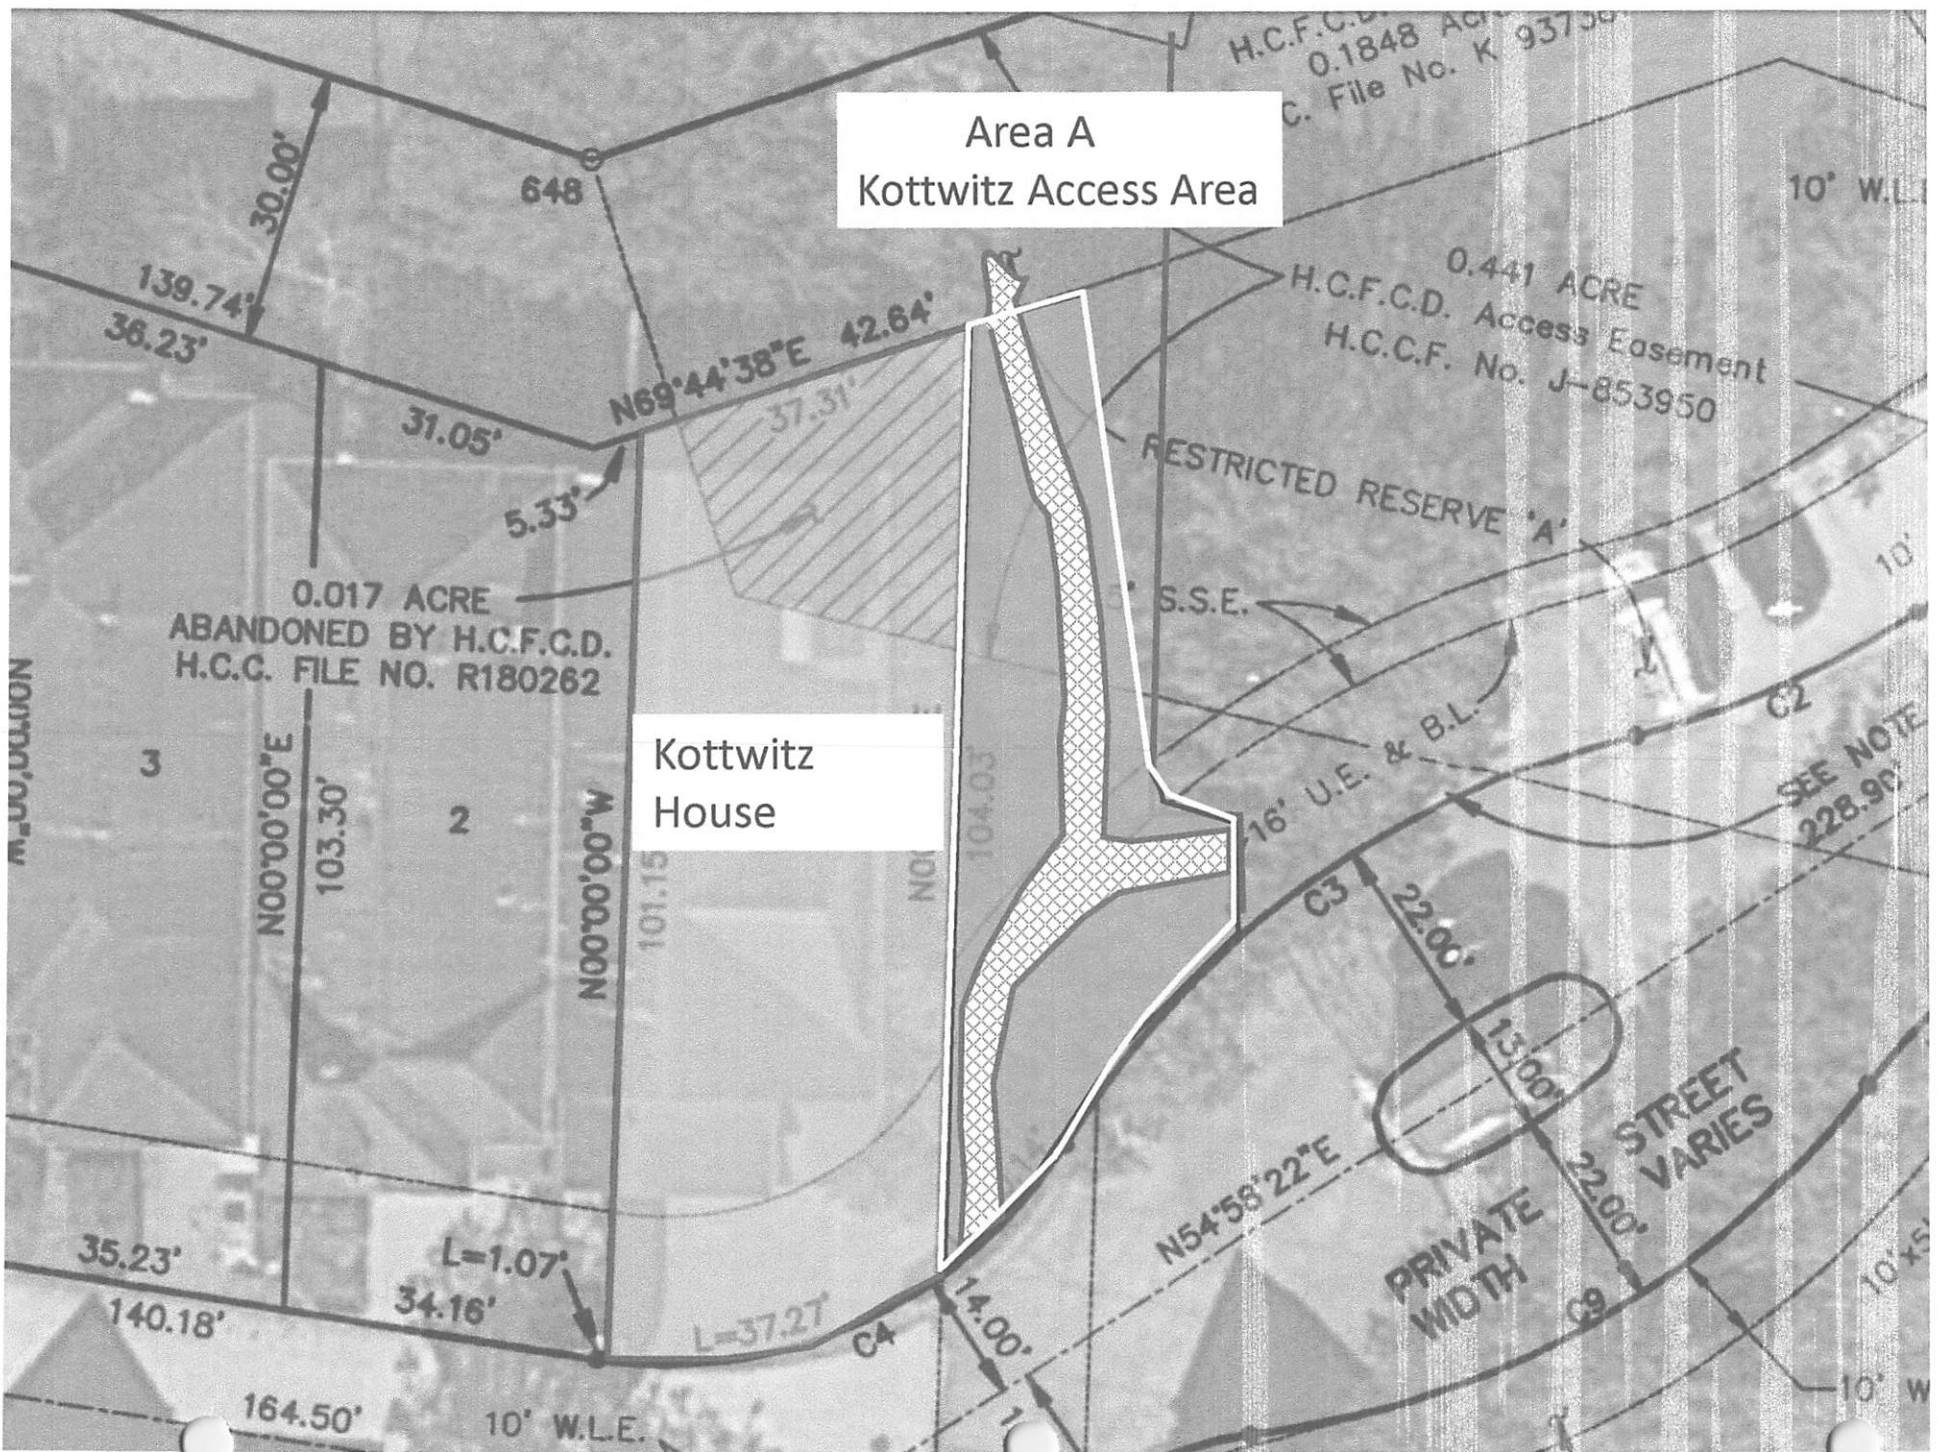 H.C.F.C.D.
0.1848
File No. K
Area A
Kottwitz Access Area
30.00'
648
10' W.L.E
0.441 ACRE
H.C.F.C.D. Access Easement
H.C.C.F. No. J-853950
139.74'
36.23'
N69°44'38"E 42.64'
37.31'
31.05'
5.33'
RESTRICTED RESERVE 'A'
10'
0.017 ACRE
ABANDONED BY H.C.F.C.D.
H.C.C. FILE NO. R180262
5' S.S.E.
C2
16' U.E. & B.L.
SEE NOTE
228.90'
Kottwitz
House
3
2
N00°00'00"E
103.30'
N00°00'00"W
101.15
104.03'
C3
22.00'
13.00'
22.00'
STREET
VARIES
PRIVATE
WIDTH
N54°58'22"E
14'
C9
35.23'
140.18'
L=1.07'
34.16'
L=37.27'
C4
14.00'
164.50'
10' W.L.E.
10'x5'
10' W